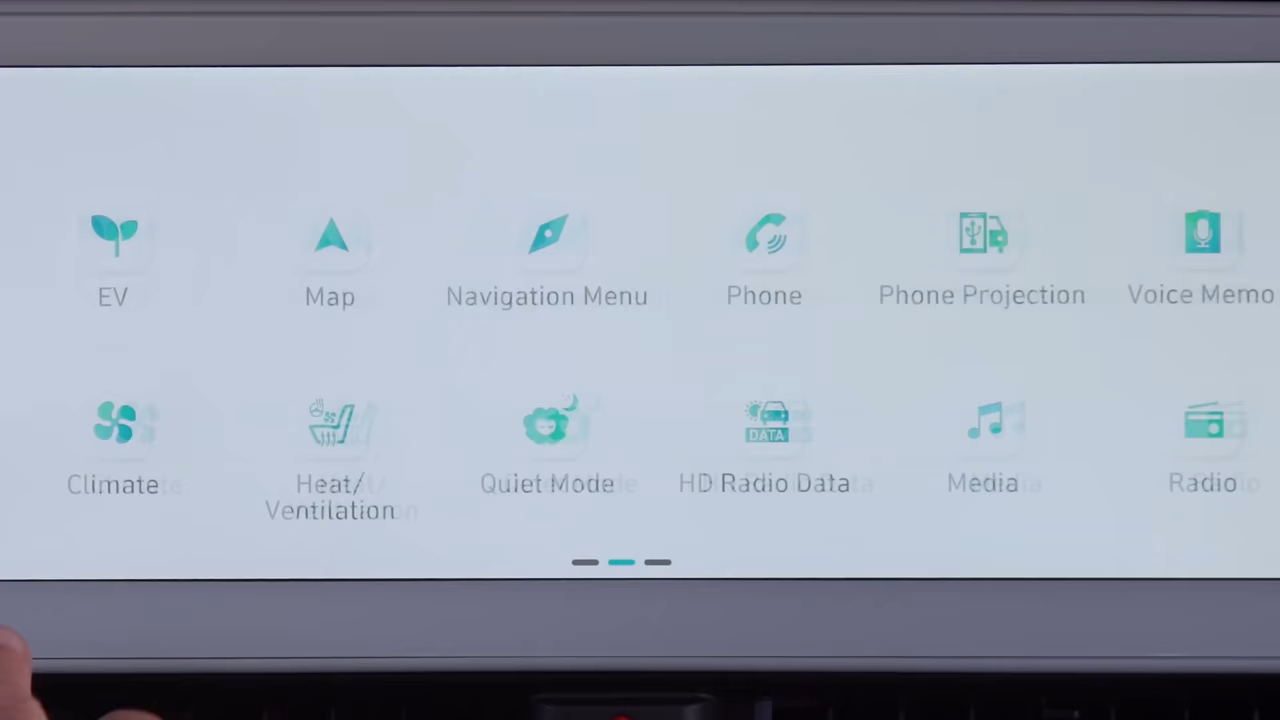 EV
Map
Navigation Menu
Phone
Phone Projection
Voice Memo
Climate
Heat/
Ventilation
Quiet Mode
DATA
HD Radio Data
Media
Radio